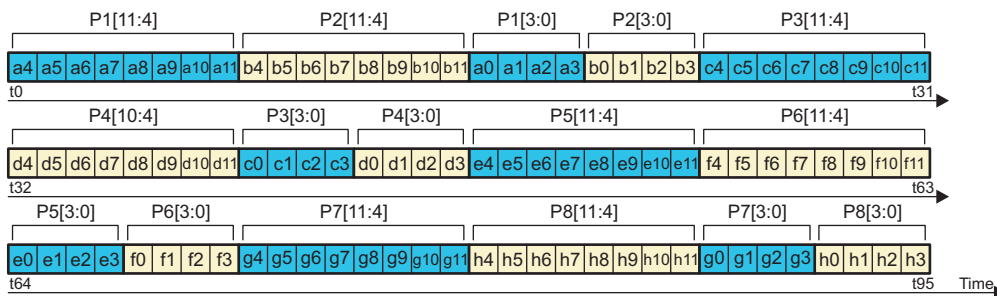 P1[11:4] P2[11:4] P1[3:0] P2[3:0] P3[11:4]
a4 a5 a6 a7 a8 a9 a10 a11 b4 b5 b6 b7 b8 b9 b10 b11 a0 a1 a2 a3 b0 b1 b2 b3 c4 c5 c6 c7 c8 c9 c10 c11
t0 t31
P4[10:4] P3[3:0] P4[3:0] P5[11:4] P6[11:4]
d4 d5 d6 d7 d8 d9 d10 d11 c0 c1 c2 c3 d0 d1 d2 d3 e4 e5 e6 e7 e8 e9 e10 e11 f4 f5 f6 f7 f8 f9 f10 f11
t32 t63
P5[3:0] P6[3:0] P7[11:4] P8[11:4] P7[3:0] P8[3:0]
e0 e1 e2 e3 f0 f1 f2 f3 g4 g5 g6 g7 g8 g9 g10 g11 h4 h5 h6 h7 h8 h9 h10 h11 g0 g1 g2 g3 h0 h1 h2 h3
t64 t95 Time